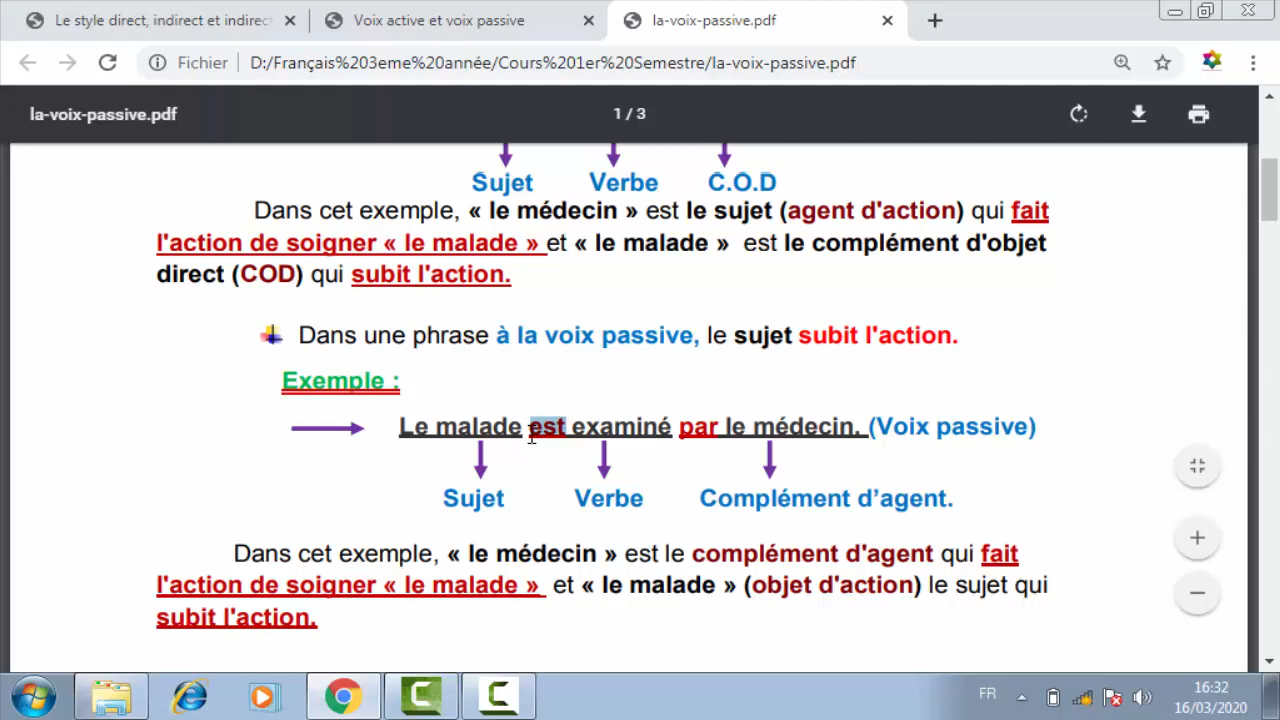 Le style direct, indirect et indirec
Voix active et voix passive
la-voix-passive.pdf
Fichier
D:/Français%203eme%20année/Cours%201er%20Semestre/la-voix-passive.pdf
la-voix-passive.pdf
1 / 3
Sujet Verbe C.O.D
Dans cet exemple, « le médecin » est le sujet (agent d'action) qui fait
l'action de soigner « le malade » et « le malade » est le complément d'objet
direct (COD) qui subit l'action.
Dans une phrase à la voix passive, le sujet subit l'action.
Exemple :
Le malade est examiné par le médecin. (Voix passive)
Sujet Verbe Complément d’agent.
Dans cet exemple, « le médecin » est le complément d'agent qui fait
l'action de soigner « le malade » et « le malade » (objet d'action) le sujet qui
subit l'action.
FR
16:32
16/03/2020